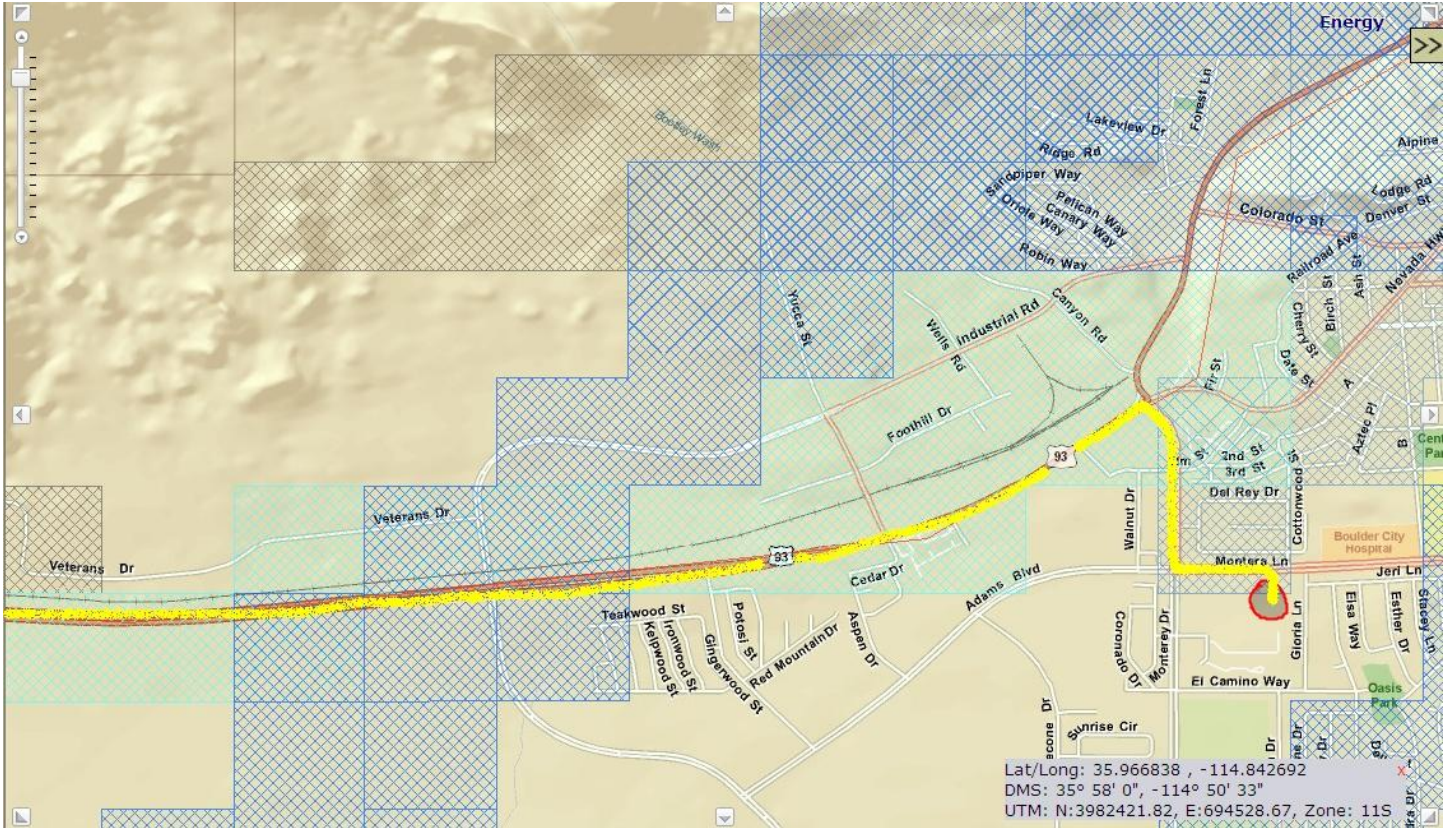 Energy
>>
Forest Ln
Lakeview Dr
Bootleg Wash
Ridge Rd
Alpina
Sandpiper Way
Lodge Rd
Pelican Way
Denver St
Oriole Way
Canary Way
Colorado St
Robin Way
Railroad Ave
Ash St
Nevada Hw
Birch St
Yucca St
Canyon Rd
Industrial Rd
Wells Rd
Cherry St
Date St
Fir St
A
Foothill Dr
Aztec Pl
B
Cent
Par
93
2nd St
3rd St
Del Rey Dr
Cottonwood
Walnut Dr
Veterans Dr
Boulder City
Hospital
93
Veterans Dr
Montera Ln
Jeri Ln
Cedar Dr
Adams Blvd
Teakwood St
Potosi St
Ironwood St
Kelpwood St
Gingerwood St
Red Mountain Dr
Aspen Dr
Coronado Dr
Monterey Dr
Gloria Ln
Elsa Way
Esther Dr
Stacey Ln
El Camino Way
Oasis
Park
Sunrise Cir
Lat/Long: 35.966838 , -114.842692
x
DMS: 35° 58' 0", -114° 50' 33"
UTM: N:3982421.82, E:694528.67, Zone: 11S